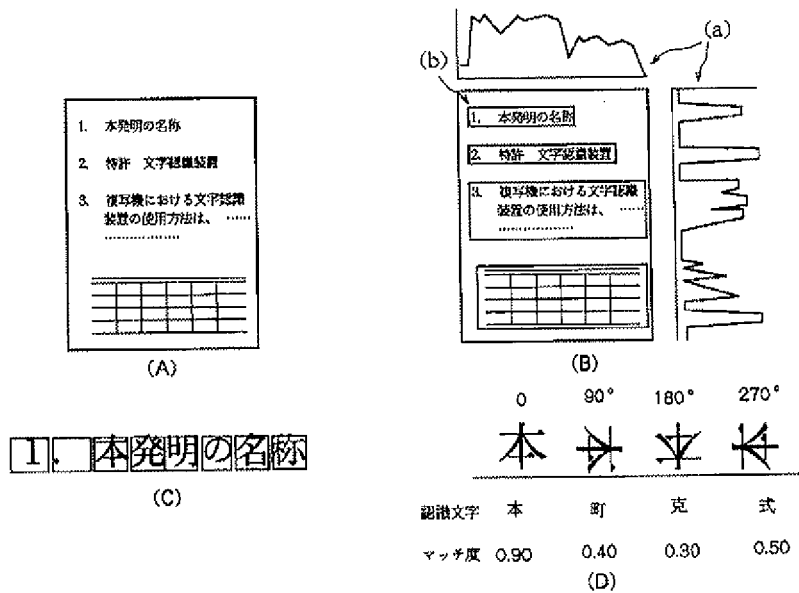 1. 本発明の名称
2. 特許 文字認識装置
3. 複写機における文字認識
装置の使用方法は、 ……
………………
(A)
(a)
(b)
1. 本発明の名称
2. 特許 文字認識装置
3. 複写機における文字認識
装置の使用方法は、 ……
………………
(B)
1. 本発明の名称
(C)
0 90° 180° 270°
本 本 本 本
認識文字 本 町 克 式
マッチ度 0.90 0.40 0.30 0.50
(D)